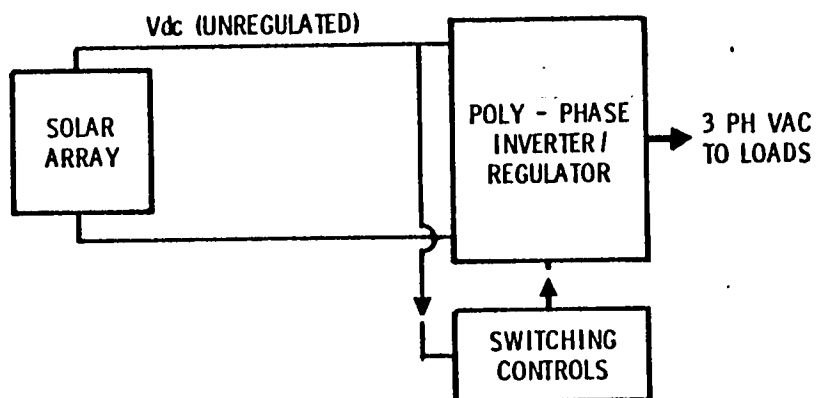 Vdc (UNREGULATED)
SOLAR
ARRAY
POLY - PHASE
INVERTER/
REGULATOR
3 PH VAC
TO LOADS
SWITCHING
CONTROLS